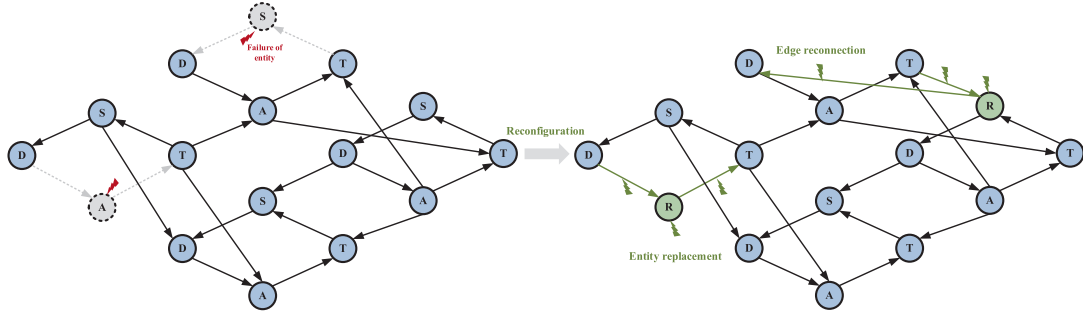 S
Failure of
entity
D
T
S
A
S
D
T
D
T
A
S
A
D
T
A
Reconfiguration
Edge reconnection
D
T
R
S
A
D
T
D
T
R
S
A
Entity replacement
D
T
A